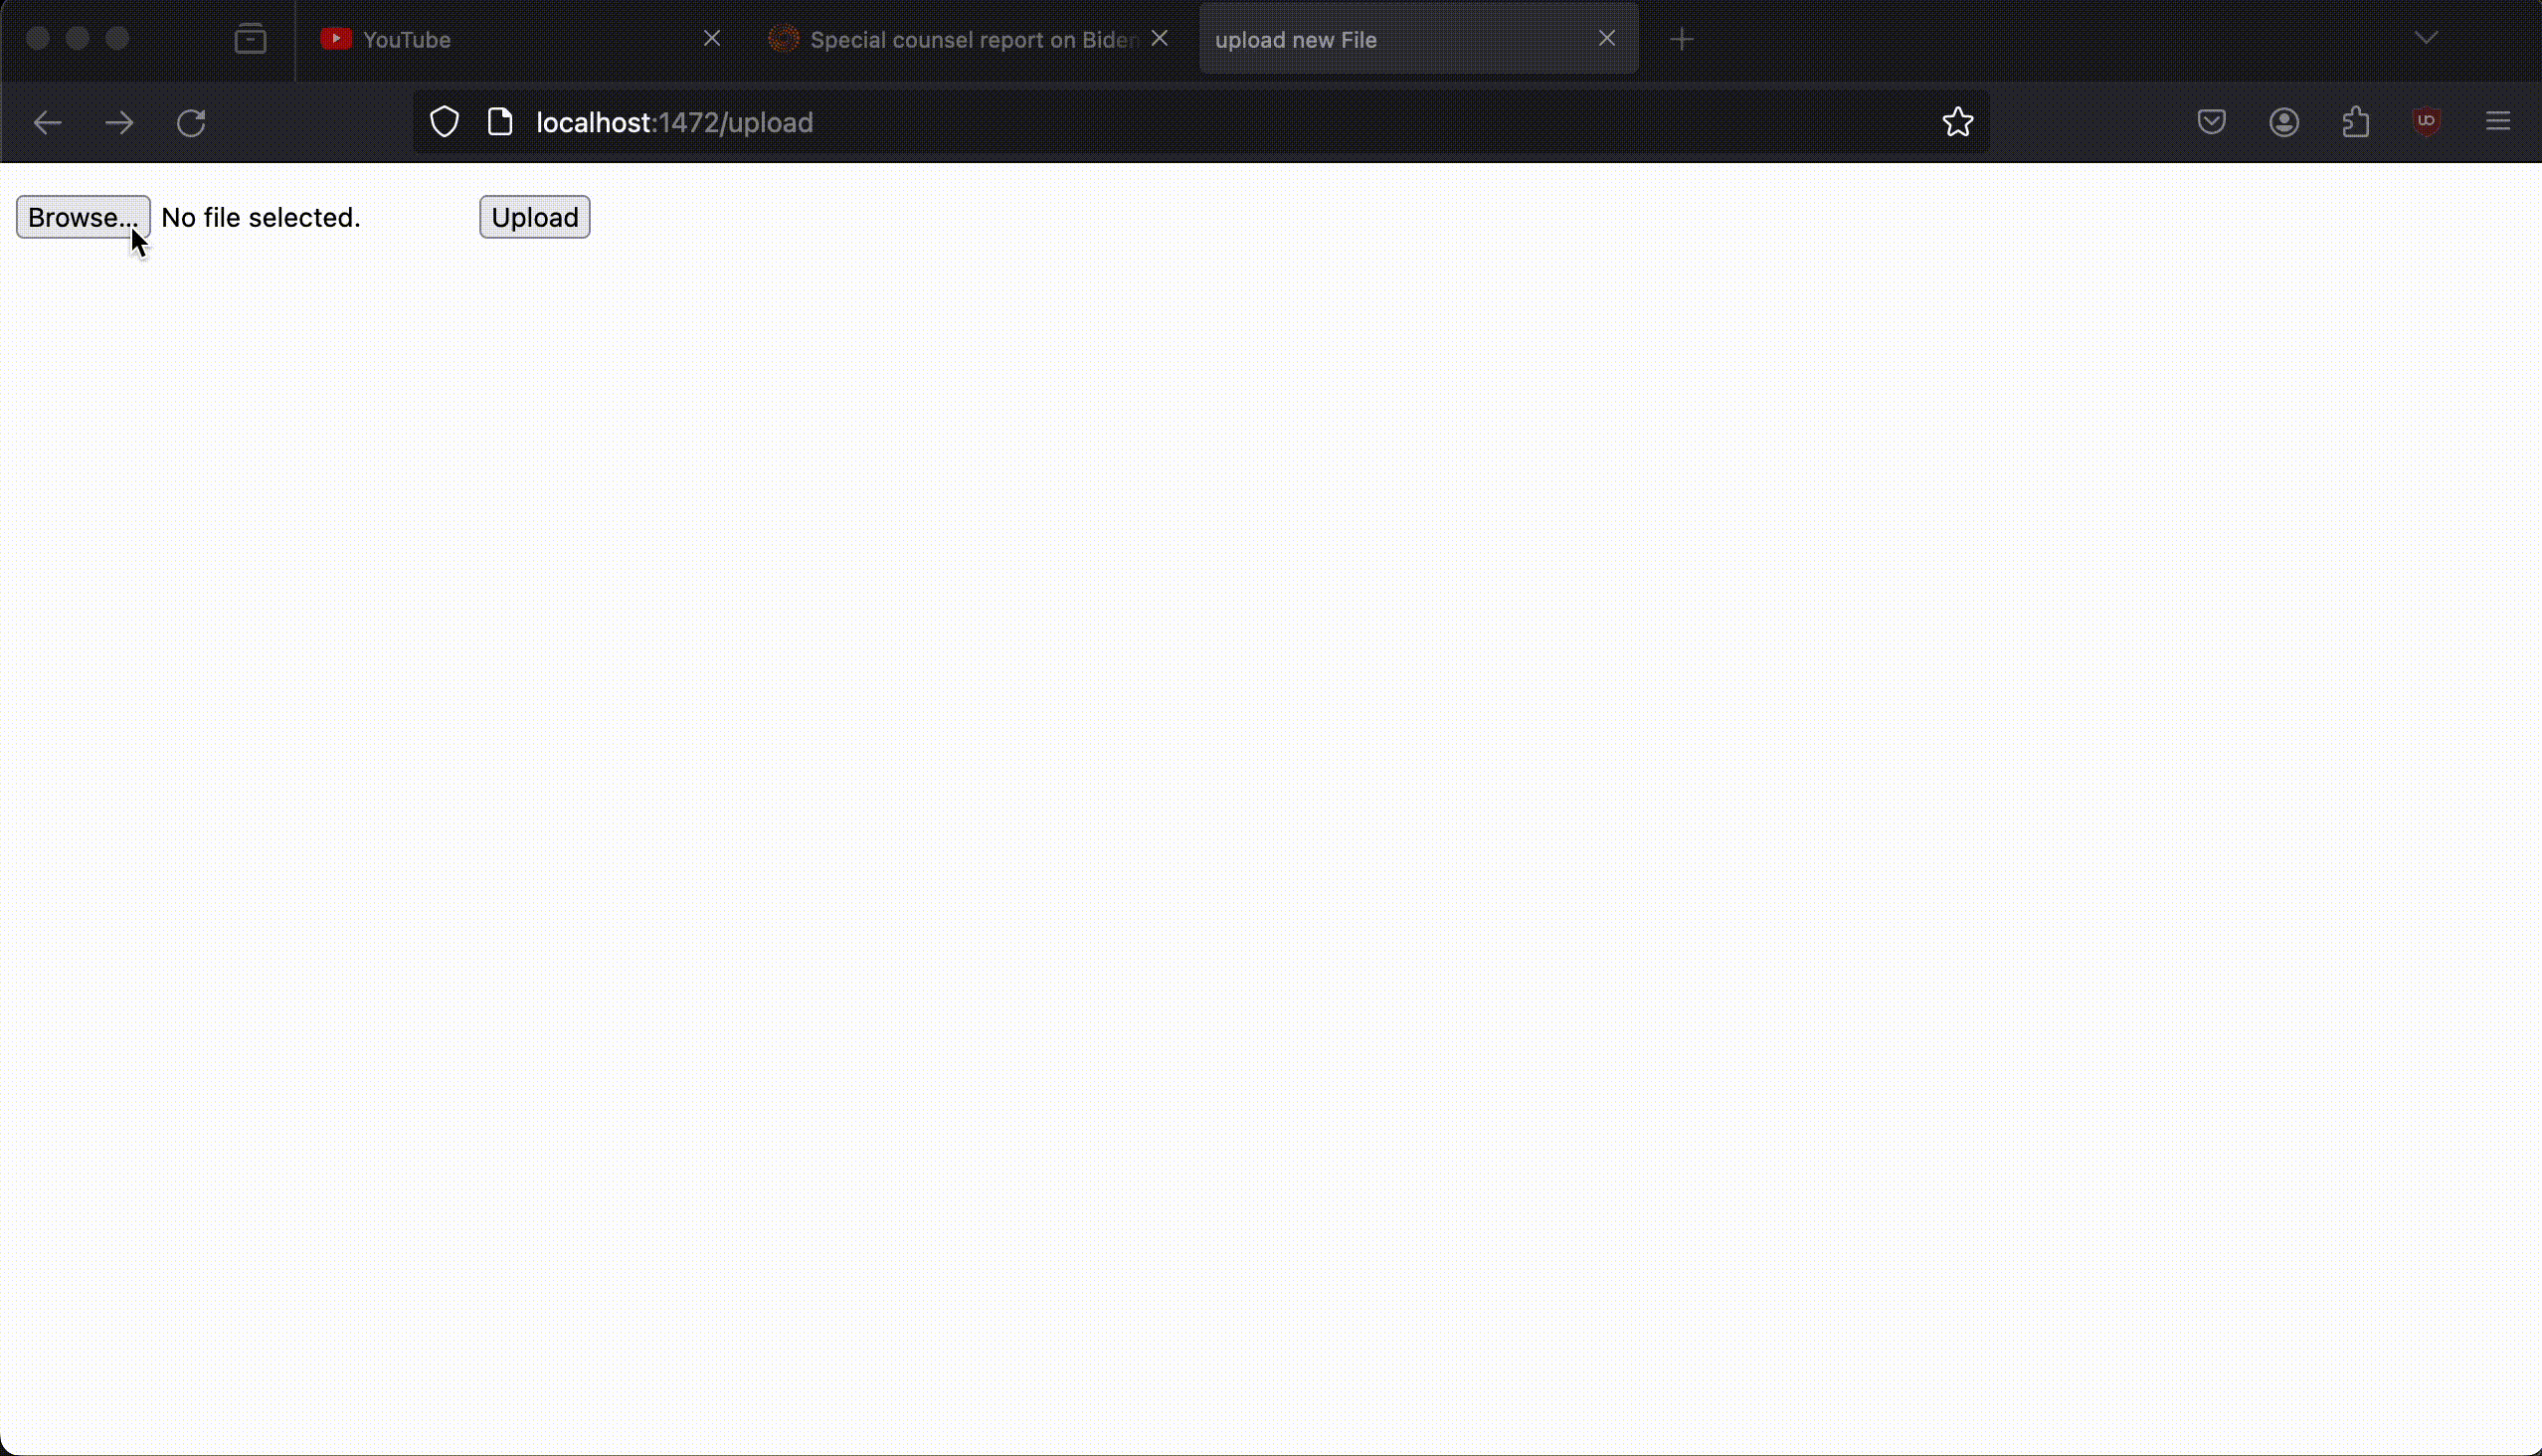 YouTube
Special counsel report on Biden
upload new File
localhost:1472/upload
Browse... No file selected. Upload